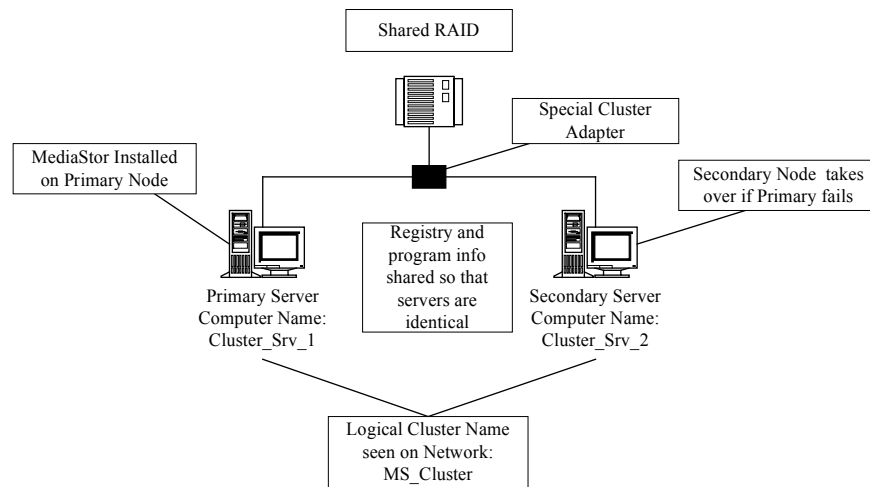 Shared RAID
Special Cluster
Adapter
MediaStor Installed
on Primary Node
Secondary Node takes
over if Primary fails
Registry and
program info
shared so that
servers are
identical
Primary Server
Computer Name:
Cluster_Srv_1
Secondary Server
Computer Name:
Cluster_Srv_2
Logical Cluster Name
seen on Network:
MS_Cluster